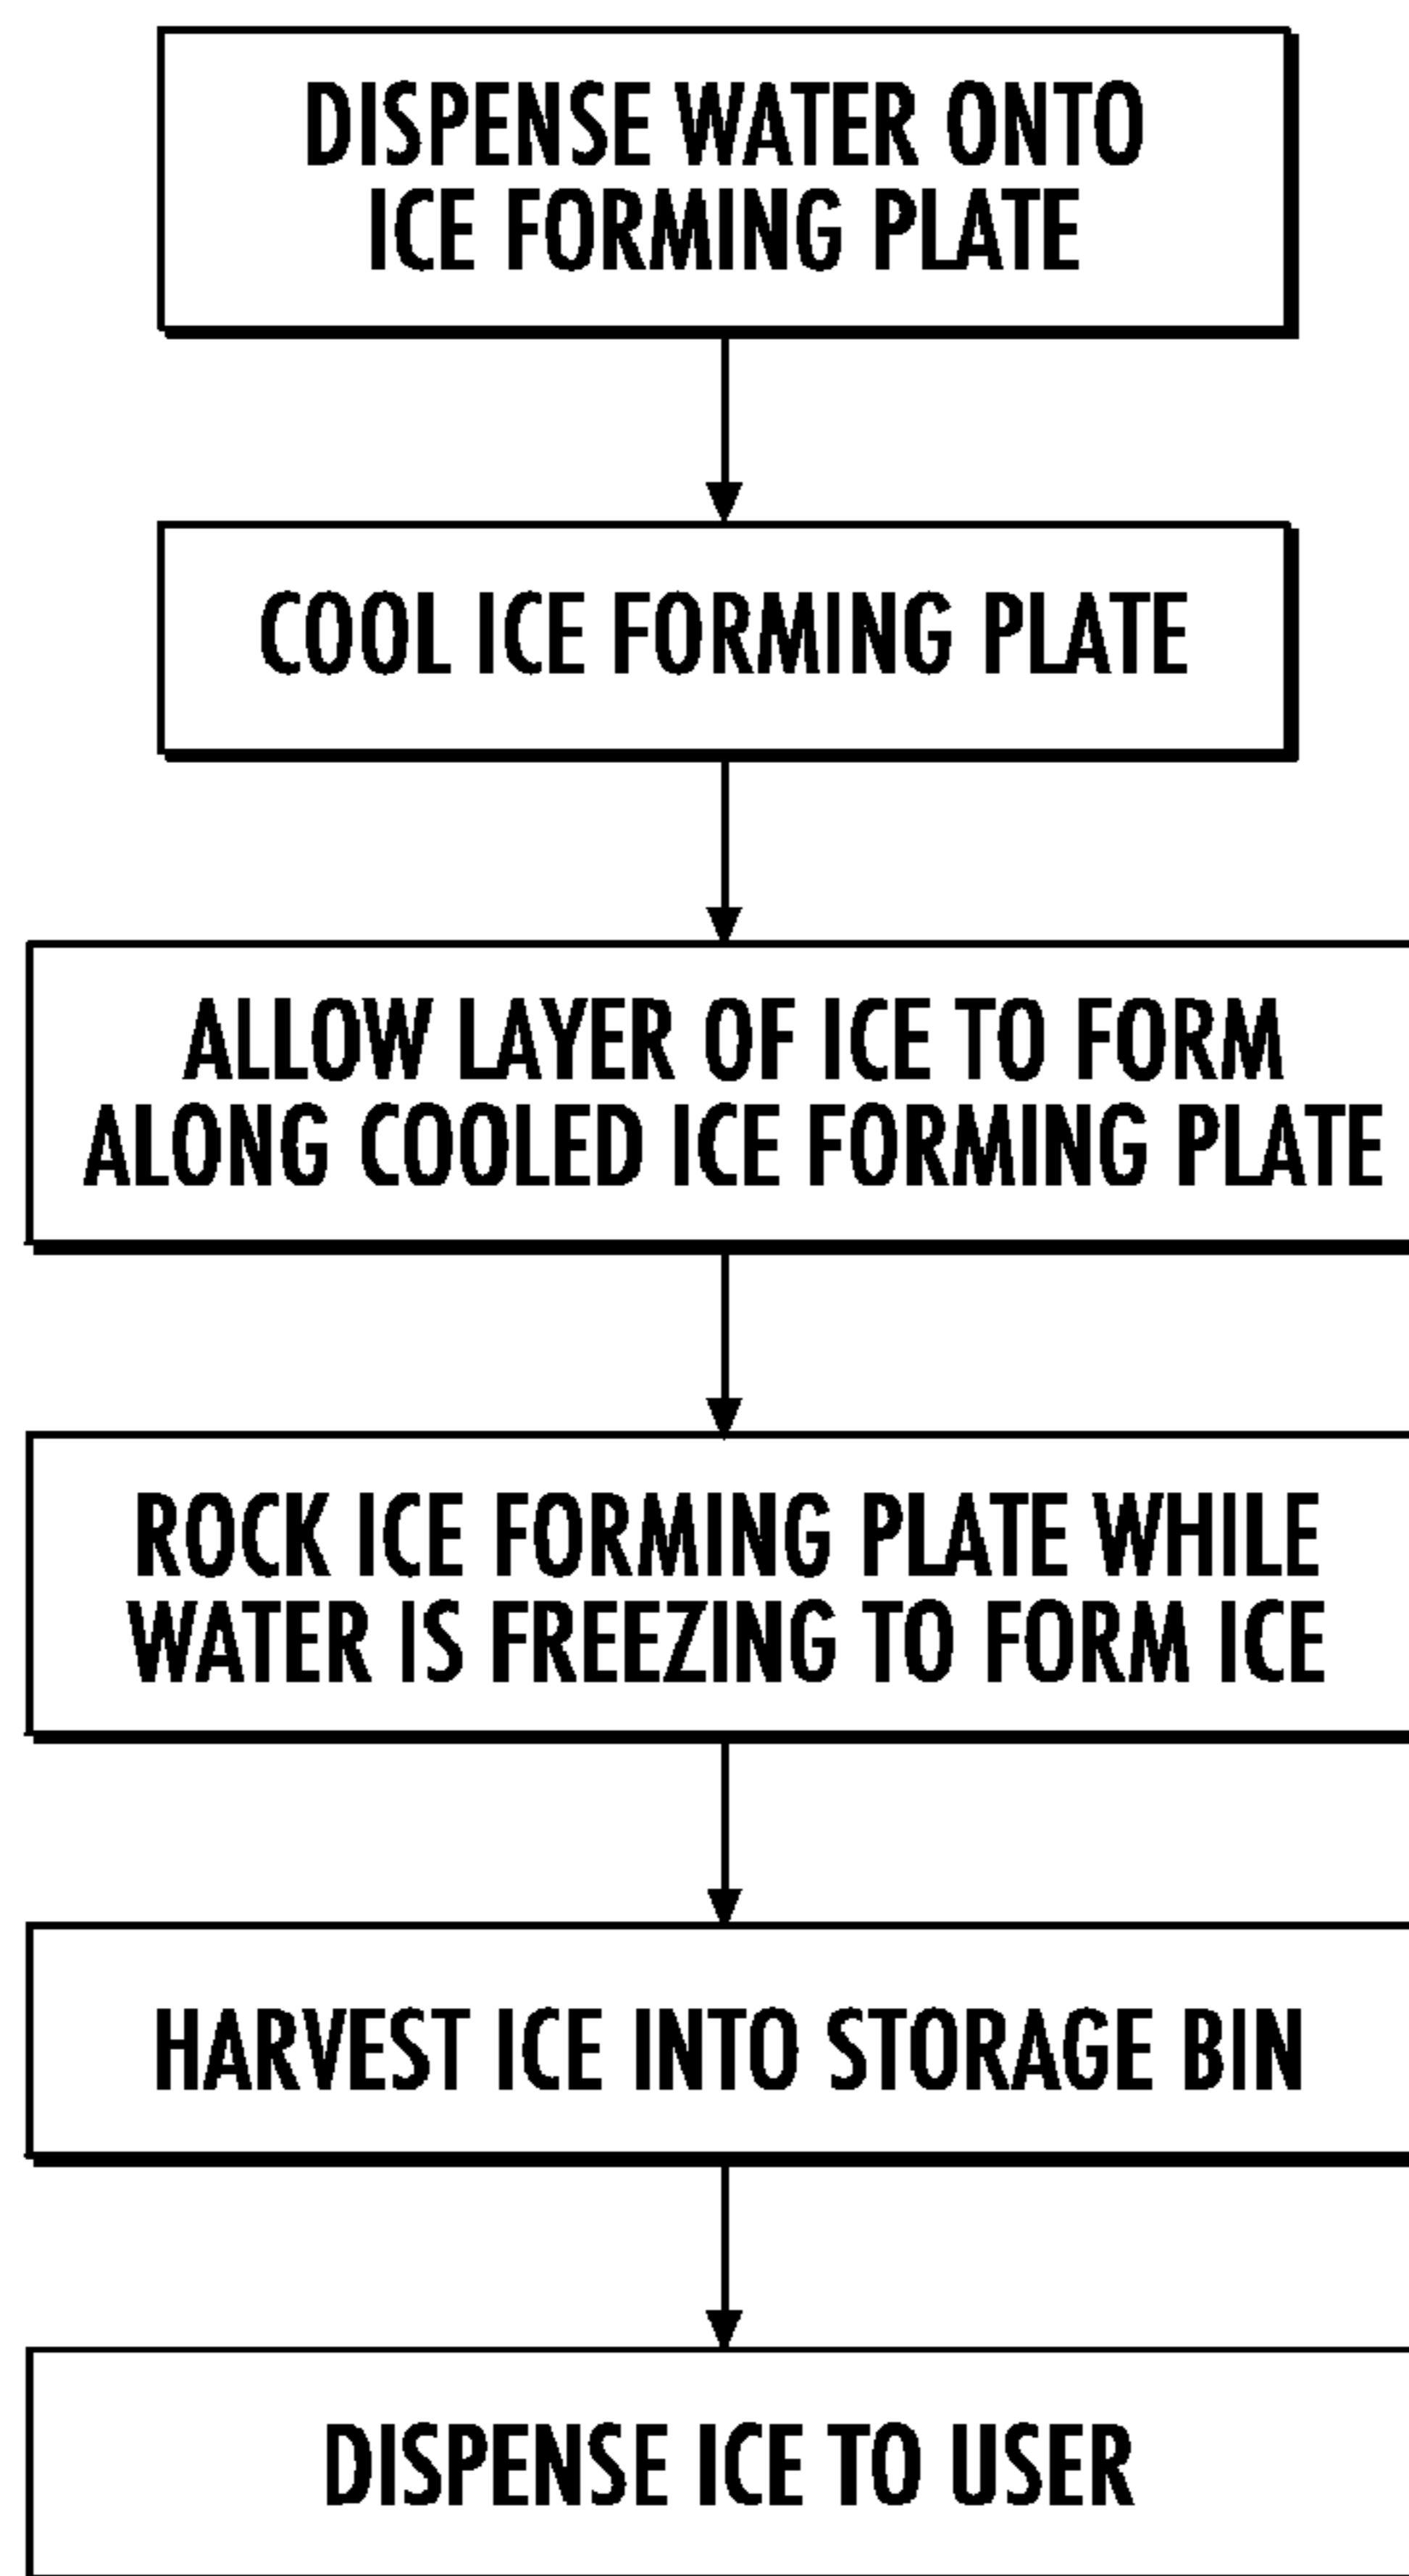 DISPENSE WATER ONTO
ICE FORMING PLATE
COOL ICE FORMING PLATE
ALLOW LAYER OF ICE TO FORM
ALONG COOLED ICE FORMING PLATE
ROCK ICE FORMING PLATE WHILE
WATER IS FREEZING TO FORM ICE
HARVEST ICE INTO STORAGE BIN
DISPENSE ICE TO USER